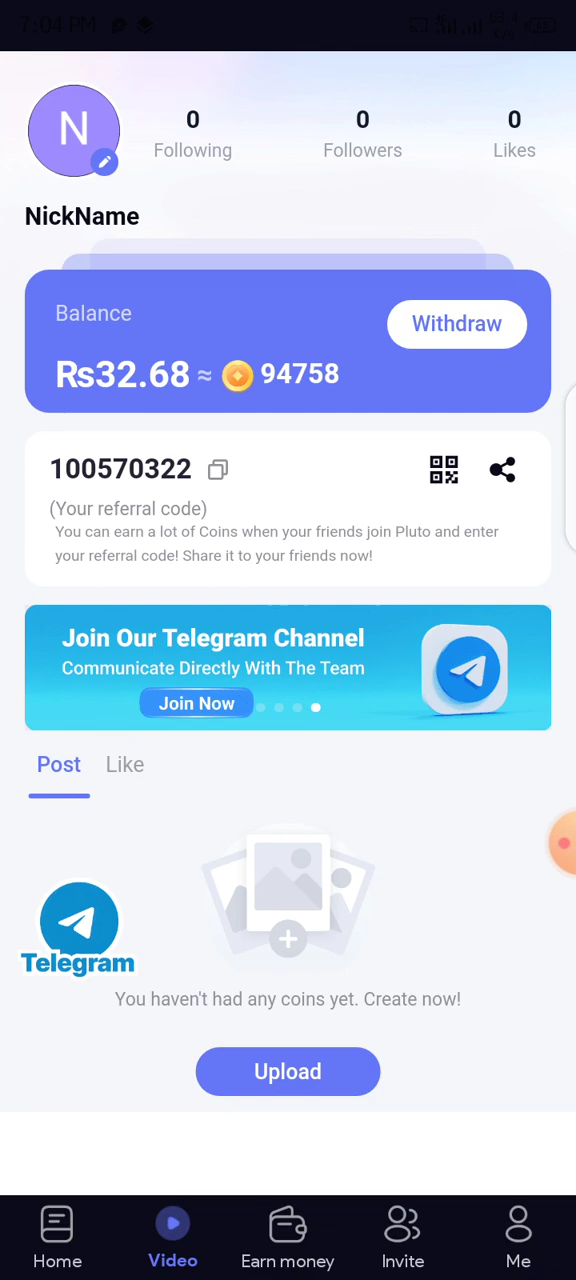 7:04 PM
N
0
0
0
Following
Followers
Likes
NickName
Balance
Withdraw
Rs32.68 ≈ 94758
100570322
(Your referral code)
You can earn a lot of Coins when your friends join Pluto and enter
your referral code! Share it to your friends now!
Join Our Telegram Channel
Communicate Directly With The Team
Join Now
Post
Like
Telegram
You haven't had any coins yet. Create now!
Upload
Home
Video
Earn money
Invite
Me